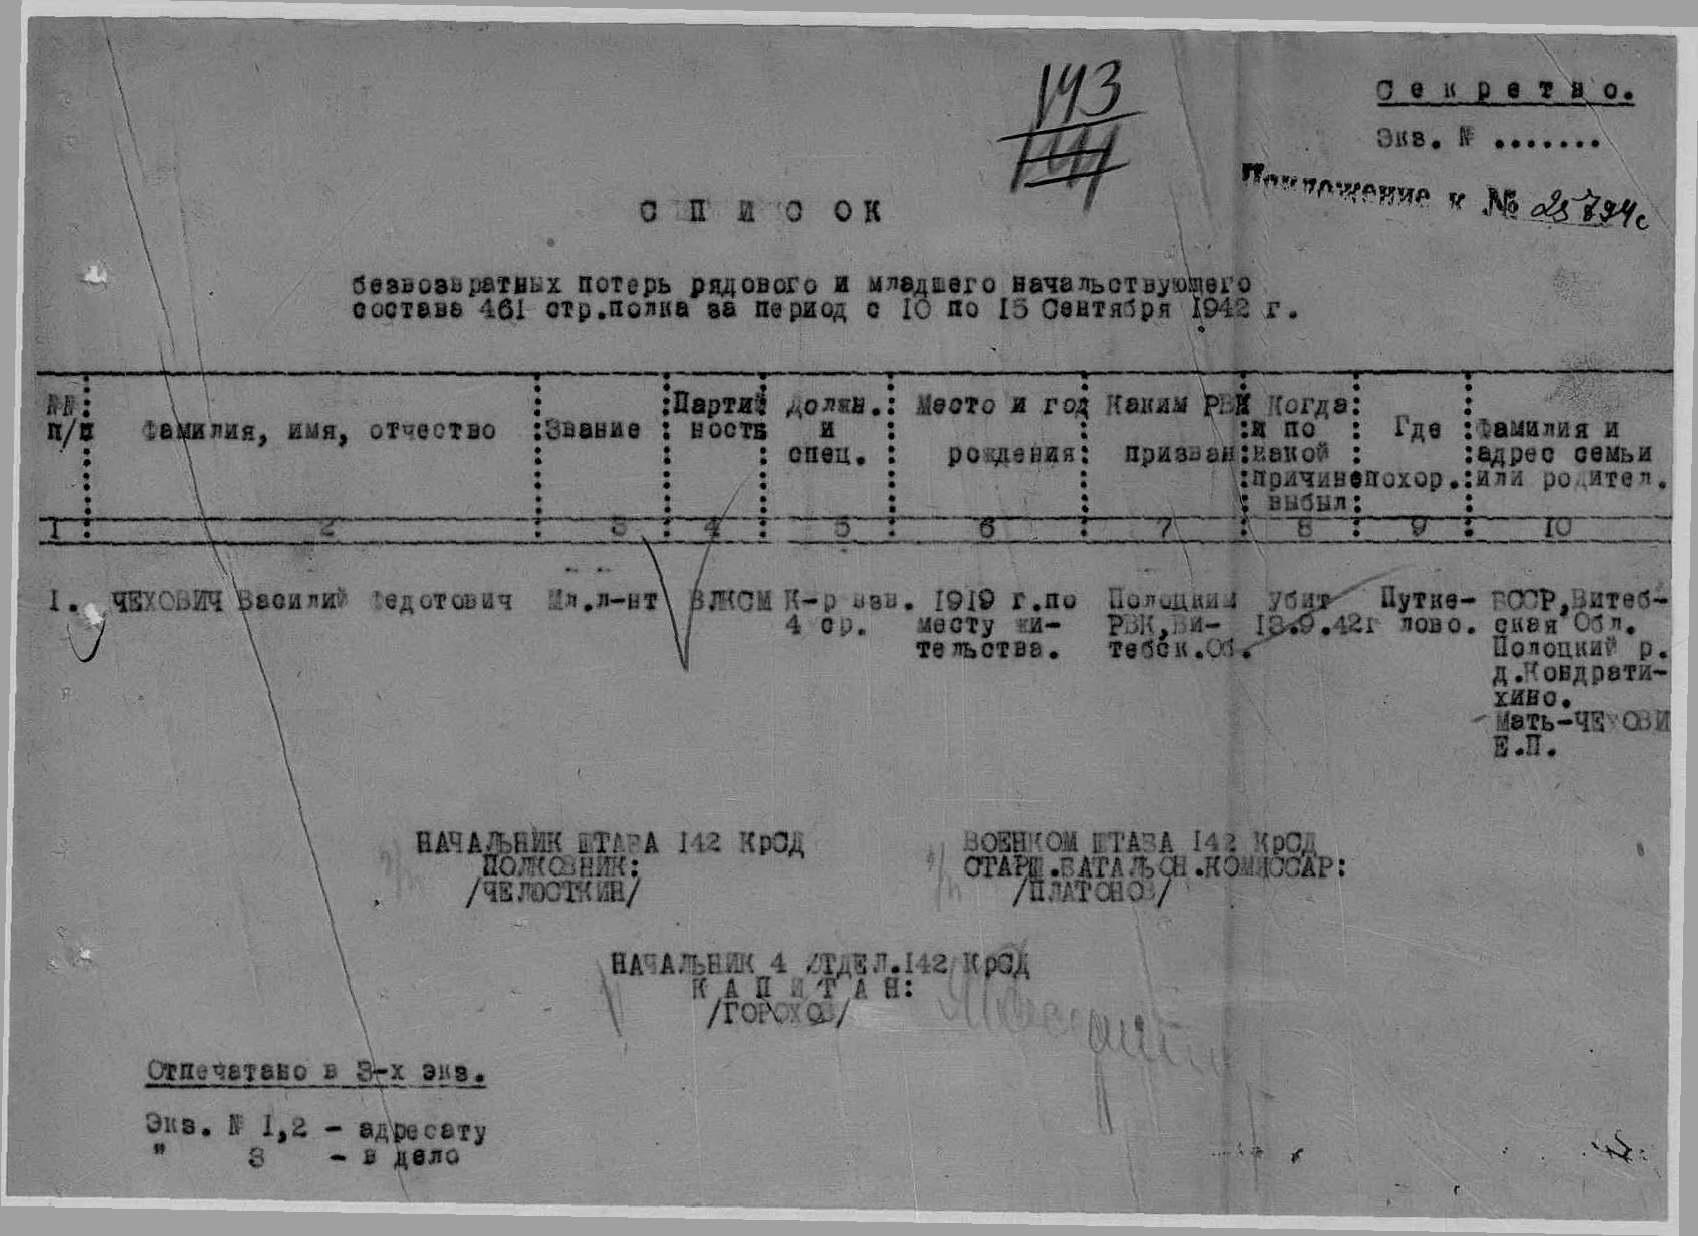 193
Секретно.
Экз. № .......
Приложение к № 25794с
СПИСОК
безвозвратных потерь рядового и младшего начальствующего
состава 461 стр.полка за период с 10 по 15 Сентября 1942 г.
№№ п/п
Фамилия, имя, отчество
Звание
Партий ность
Должн. и спец.
Место и год рождения
Каким РВК призван
Когда и по какой причине выбыл
Где похор.
Фамилия и адрес семьи или родител.
1 2 3 4 5 6 7 8 9 10
1. ЧЕХОВИЧ Василий Федотович Мл.л-нт ВЛКСМ К-р взв. 1919 г.по Полоцким убит Путке- БССР,Витеб-
4 ср. месту жи- РВК,Ви- 13.9.42г лово. ская Обл.
тельства. тебск.Об. Полоцкий р.
д.Кондрати-
хино.
Мать-ЧЕХОВИ
Е.П.
НАЧАЛЬНИК ШТАБА 142 КрСД
ПОЛКОВНИК:
/ЧЕЛЮСТКИН/
ВОЕНКОМ ШТАБА 142 КрСД
СТАРШ.БАТАЛЬОН.КОМИССАР:
/ПЛАТОНОВ/
НАЧАЛЬНИК 4 ОТДЕЛ.142 КрСД
КАПИТАН:
/ГОРОХОВ/
Отпечатано в 3-х экз.
Экз. № 1,2 - адресату
" 3 - в дело